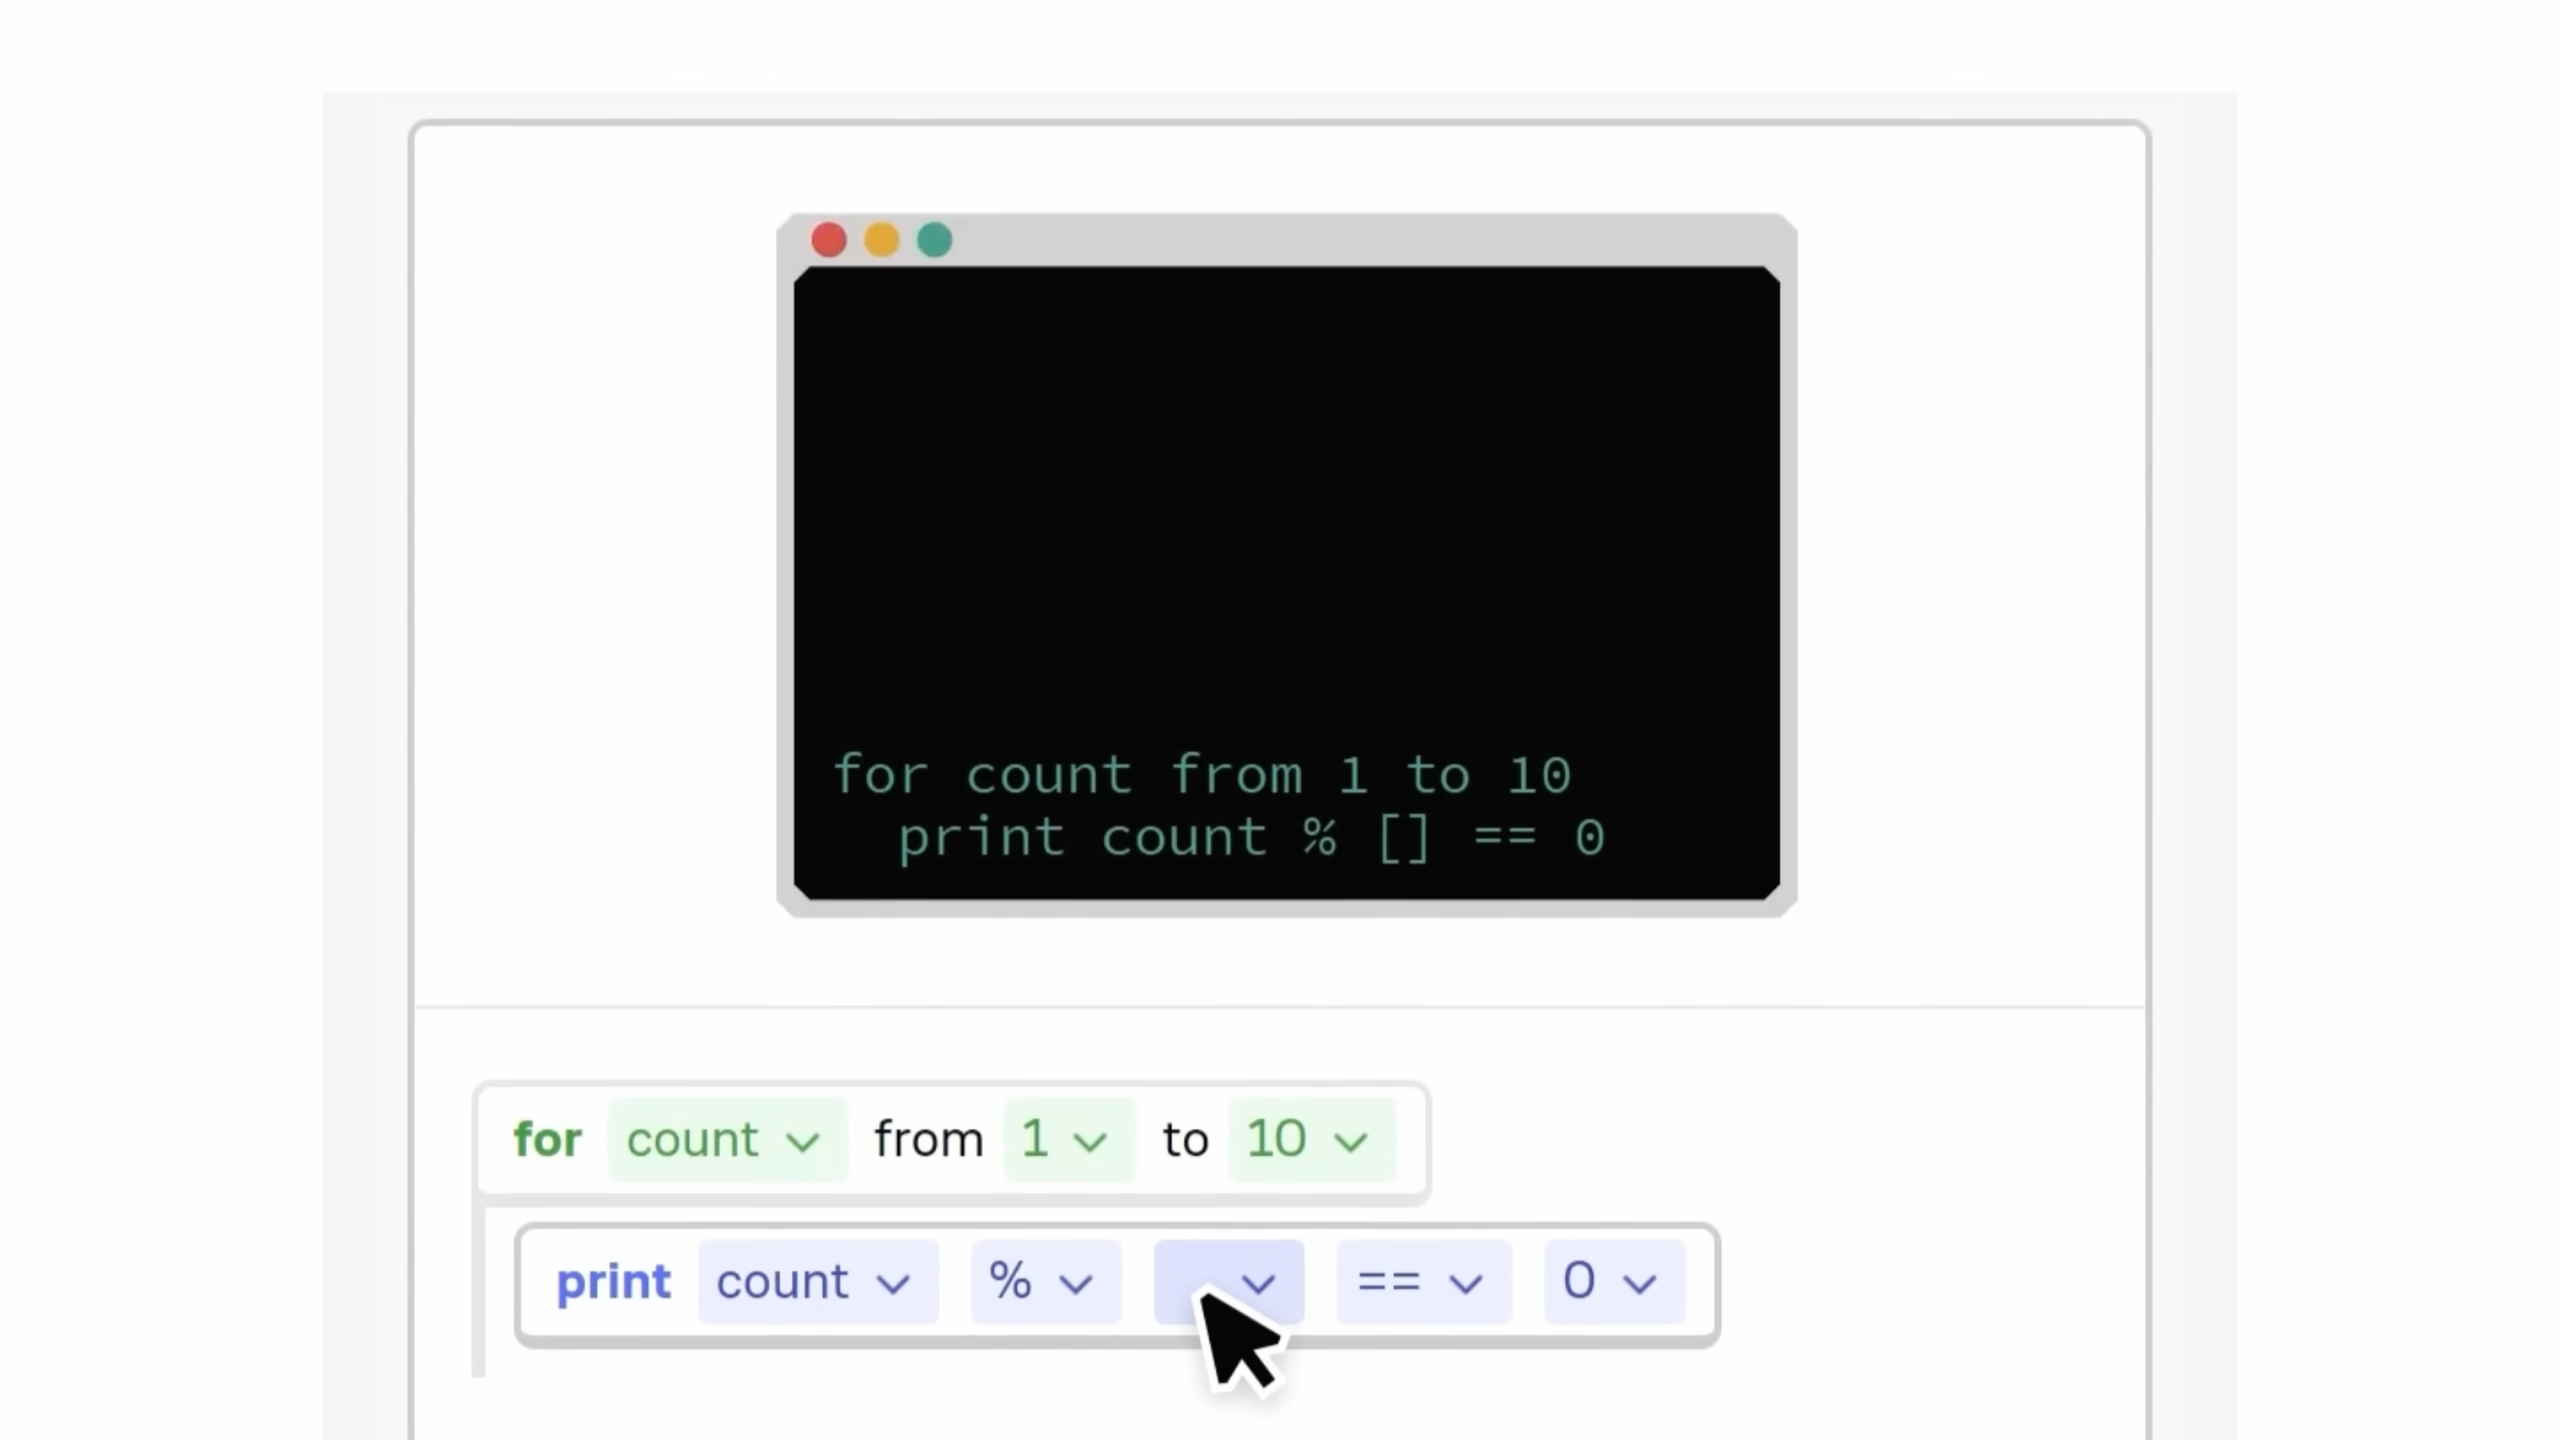 for count from 1 to 10
print count % [] == 0
for count from 1 to 10
print count % == 0